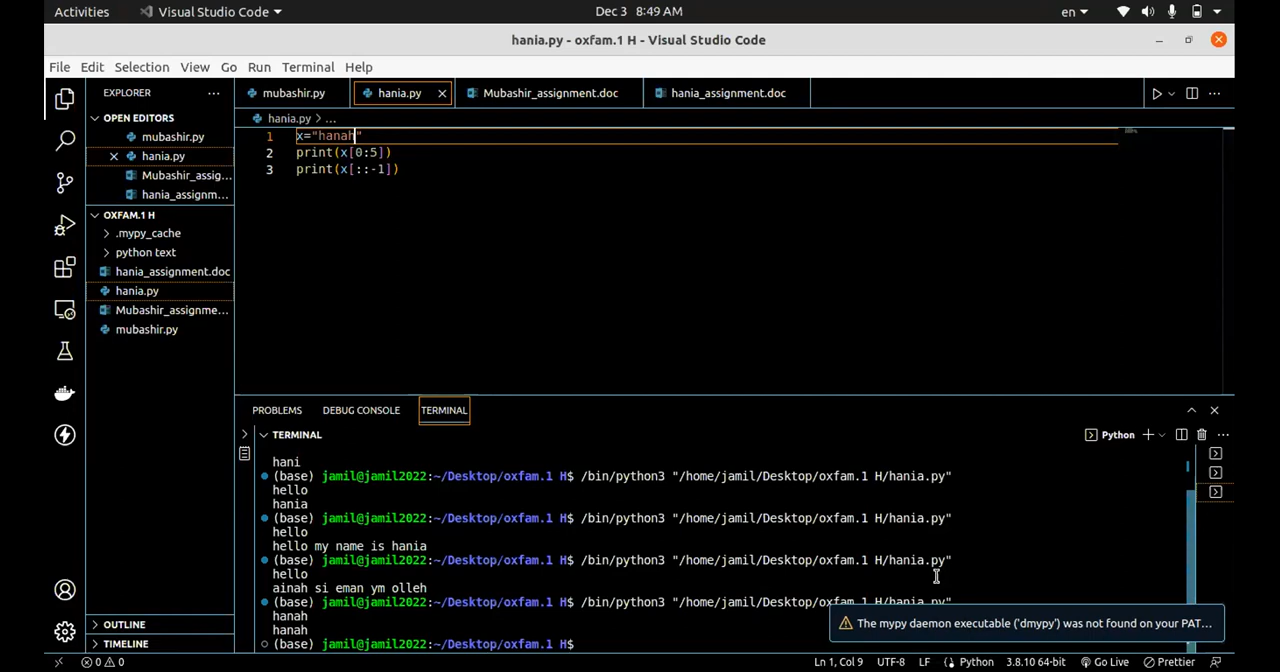 Activities Visual Studio Code Dec 3 8:49 AM en
hania.py - oxfam.1 H - Visual Studio Code
File Edit Selection View Go Run Terminal Help
EXPLORER ... mubashir.py hania.py Mubashir_assignment.doc hania_assignment.doc ...
OPEN EDITORS
mubashir.py
hania.py
Mubashir_assig...
hania_assignm...
OXFAM.1 H
.mypy_cache
python text
hania_assignment.doc
hania.py
Mubashir_assignme...
mubashir.py
OUTLINE
TIMELINE
hania.py > ...
1 x="hanah"
2 print(x[0:5])
3 print(x[::-1])
PROBLEMS DEBUG CONSOLE TERMINAL
TERMINAL Python ...
hani
(base) jamil@jamil2022:~/Desktop/oxfam.1 H$ /bin/python3 "/home/jamil/Desktop/oxfam.1 H/hania.py"
hello
hania
(base) jamil@jamil2022:~/Desktop/oxfam.1 H$ /bin/python3 "/home/jamil/Desktop/oxfam.1 H/hania.py"
hello
hello my name is hania
(base) jamil@jamil2022:~/Desktop/oxfam.1 H$ /bin/python3 "/home/jamil/Desktop/oxfam.1 H/hania.py"
hello
ainah si eman ym olleh
(base) jamil@jamil2022:~/Desktop/oxfam.1 H$ /bin/python3 "/home/jamil/Desktop/oxfam.1 H/hania.py"
hanah
hanah
(base) jamil@jamil2022:~/Desktop/oxfam.1 H$
The mypy daemon executable ('dmypy') was not found on your PAT...
0 0 Ln 1, Col 9 UTF-8 LF Python 3.8.10 64-bit Go Live Prettier